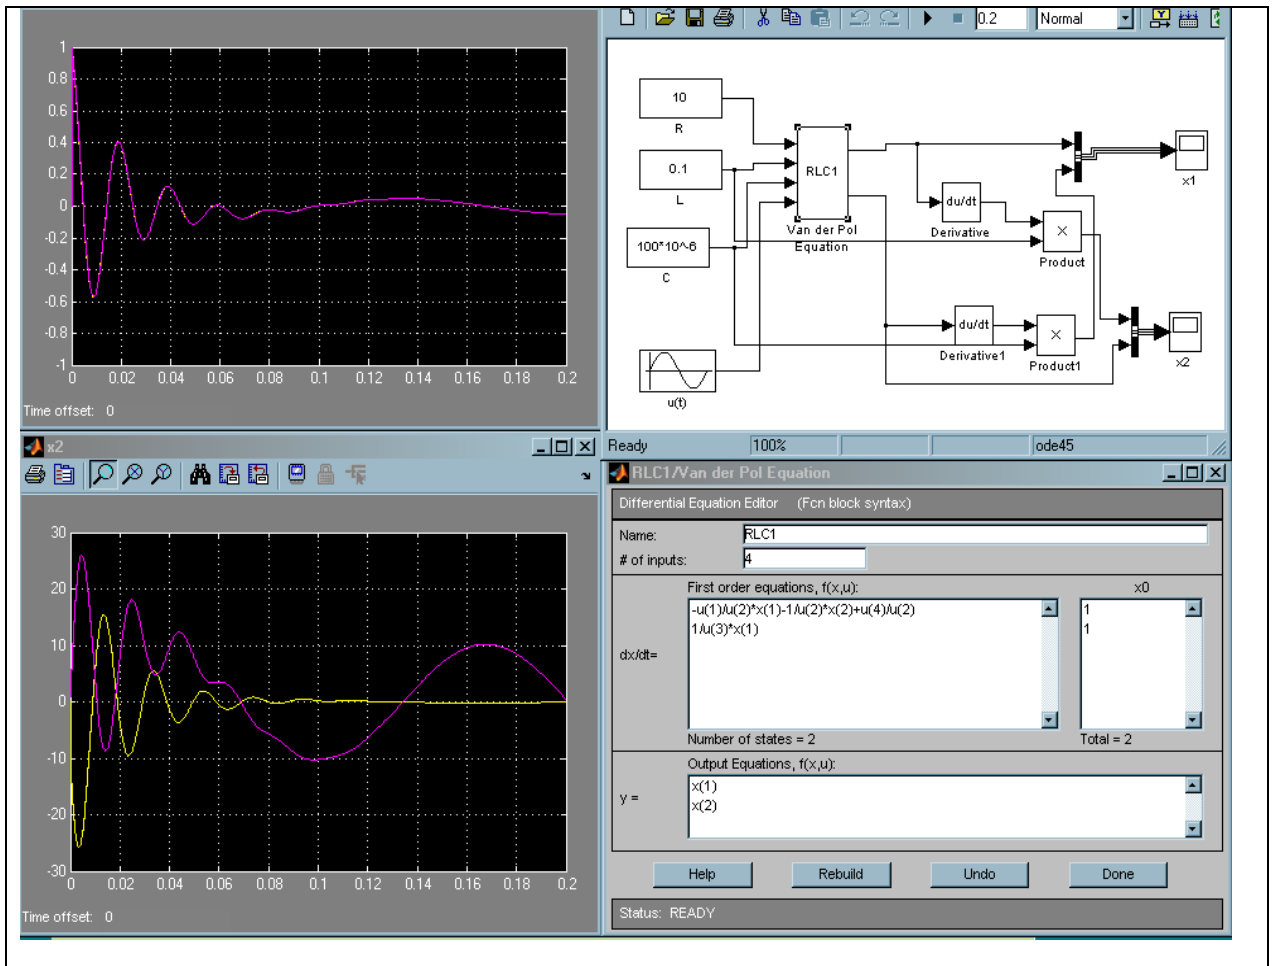 0.2
Normal
1
0.8
0.6
0.4
0.2
0
-0.2
-0.4
-0.6
-0.8
-1
0 0.02 0.04 0.06 0.08 0.1 0.12 0.14 0.16 0.18 0.2
Time offset: 0
10
R
0.1
L
100*10^-6
C
u(t)
RLC1
Van der Pol
Equation
du/dt
Derivative
×
Product
du/dt
Derivative1
×
Product1
x1
x2
Ready 100% ode45
x2
30
20
10
0
-10
-20
-30
0 0.02 0.04 0.06 0.08 0.1 0.12 0.14 0.16 0.18 0.2
Time offset: 0
RLC1/Van der Pol Equation
Differential Equation Editor (Fcn block syntax)
Name: RLC1
# of inputs: 4
First order equations, f(x,u): x0
-u(1)/u(2)*x(1)-1/u(2)*x(2)+u(4)/u(2)
1/u(3)*x(1)
1
1
dx/dt=
Number of states = 2 Total = 2
Output Equations, f(x,u):
y =
x(1)
x(2)
Help Rebuild Undo Done
Status: READY